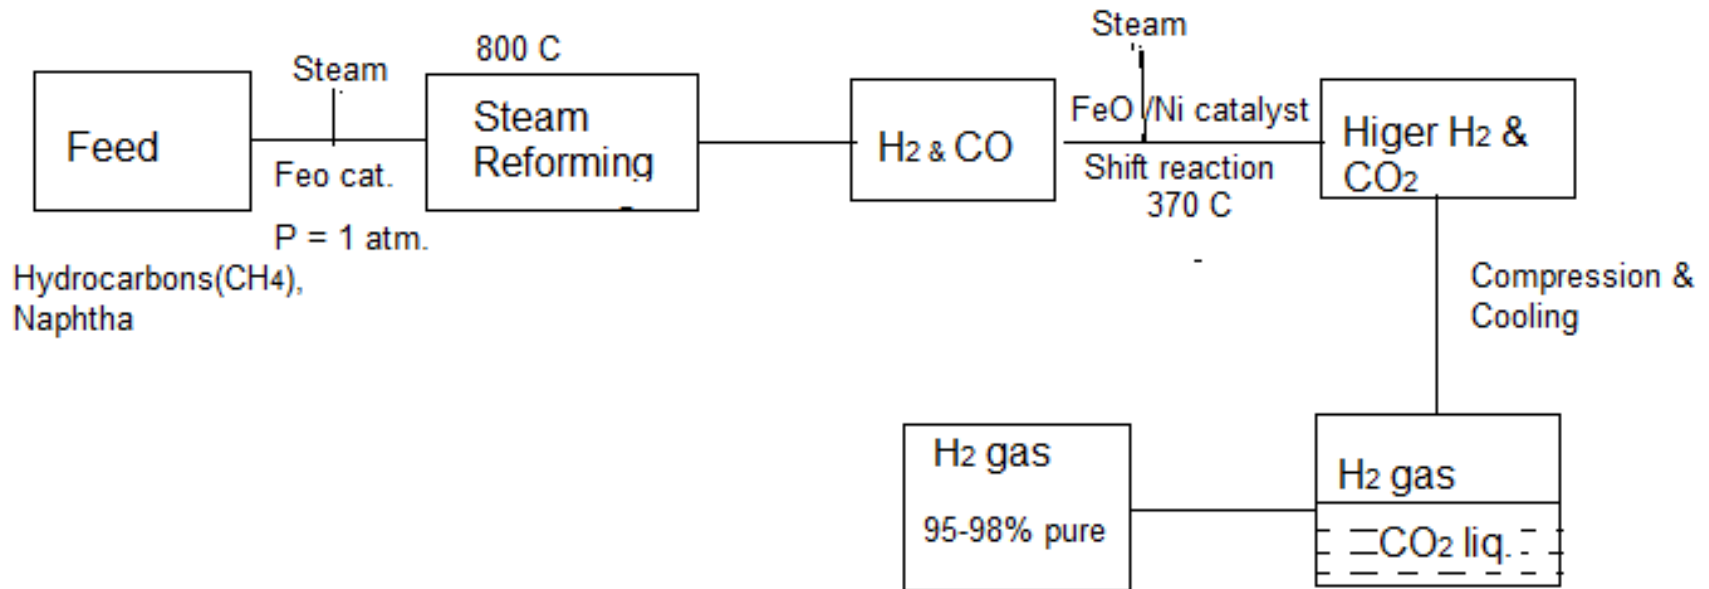 Feed
Steam
Feo cat.
P = 1 atm.
Hydrocarbons(CH4),
Naphtha
800 C
Steam
Reforming
H2 & CO
Steam
FeO /Ni catalyst
Shift reaction
370 C
Higer H2 &
CO2
Compression &
Cooling
H2 gas
CO2 liq.
H2 gas
95-98% pure